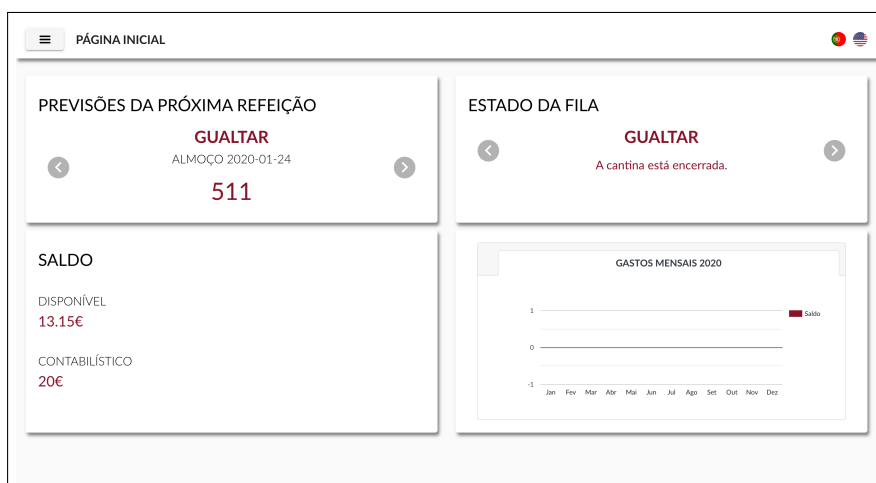 PÁGINA INICIAL
PREVISÕES DA PRÓXIMA REFEIÇÃO
GUALTAR
ALMOÇO 2020-01-24
511
ESTADO DA FILA
GUALTAR
A cantina está encerrada.
SALDO
DISPONÍVEL
13.15€
CONTABILÍSTICO
20€
GASTOS MENSAIS 2020
1
Saldo
0
-1
Jan Fev Mar Abr Mai Jun Jul Ago Set Out Nov Dez